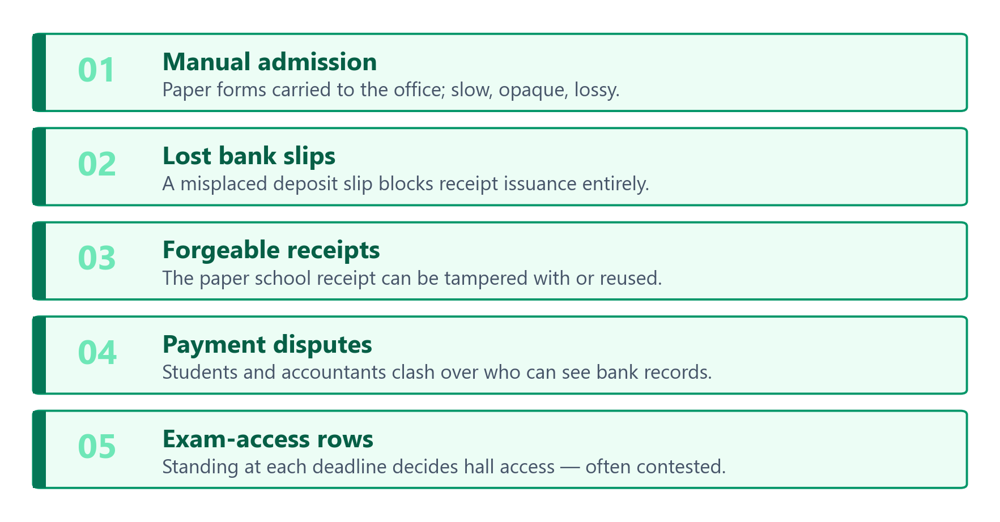 01
Manual admission
Paper forms carried to the office; slow, opaque, lossy.
02
Lost bank slips
A misplaced deposit slip blocks receipt issuance entirely.
03
Forgeable receipts
The paper school receipt can be tampered with or reused.
04
Payment disputes
Students and accountants clash over who can see bank records.
05
Exam-access rows
Standing at each deadline decides hall access — often contested.